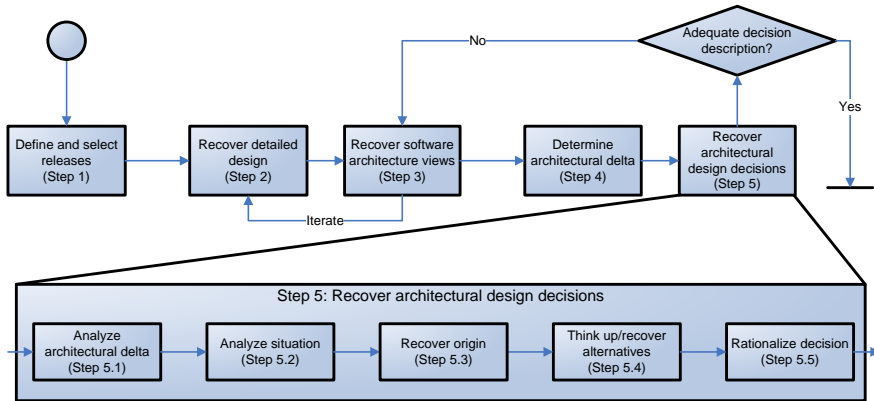 Adequate decision
description?
No
Yes
Define and select
releases
(Step 1)
Recover detailed
design
(Step 2)
Recover software
architecture views
(Step 3)
Determine
architectural delta
(Step 4)
Recover
architectural
design decisions
(Step 5)
Iterate
Step 5: Recover architectural design decisions
Analyze
architectural delta
(Step 5.1)
Analyze situation
(Step 5.2)
Recover origin
(Step 5.3)
Think up/recover
alternatives
(Step 5.4)
Rationalize decision
(Step 5.5)